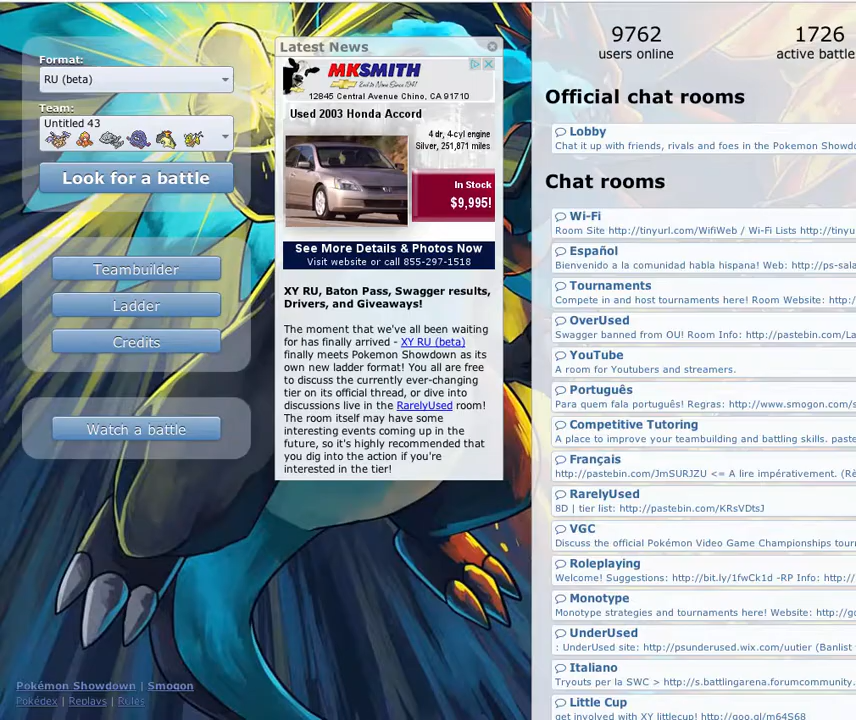 Format:
RU (beta)
Team:
Untitled 43
Look for a battle
Teambuilder
Ladder
Credits
Watch a battle
Pokémon Showdown | Smogon
Pokédex | Replays | Rules
Latest News
MKSMITH
12845 Central Avenue Chino, CA 91710
Used 2003 Honda Accord
4 dr, 4-cyl engine
Silver, 251,871 miles
In Stock
$9,995!
See More Details & Photos Now
Visit website or call 855-297-1518
XY RU, Baton Pass, Swagger results,
Drivers, and Giveaways!
The moment that we've all been waiting
for has finally arrived - XY RU (beta)
finally meets Pokemon Showdown as its
own new ladder format! You all are free
to discuss the currently ever-changing
tier on its official thread, or dive into
discussions live in the RarelyUsed room!
The room itself may have some
interesting events coming up in the
future, so it's highly recommended that
you dig into the action if you're
interested in the tier!
9762
users online
1726
active battle
Official chat rooms
Lobby
Chat it up with friends, rivals and foes in the Pokemon Showdo
Chat rooms
Wi-Fi
Room Site http://tinyurl.com/WifiWeb / Wi-Fi Lists http://tinyu
Español
Bienvenido a la comunidad habla hispana! Web: http://ps-sala
Tournaments
Compete in and host tournaments here! Room Website: http:/
OverUsed
Swagger banned from OU! Room Info: http://pastebin.com/La
YouTube
A room for Youtubers and streamers.
Português
Para quem fala português! Regras: http://www.smogon.com/s
Competitive Tutoring
A place to improve your teambuilding and battling skills. paste
Français
http://pastebin.com/JmSURJZU <= A lire impérativement. (Rè
RarelyUsed
8D | tier list: http://pastebin.com/KRsVDtsJ
VGC
Discuss the official Pokémon Video Game Championships tourn
Roleplaying
Welcome! Suggestions: http://bit.ly/1fwCk1d -RP Info: http:/
Monotype
Monotype strategies and tournaments here! Website: http://go
UnderUsed
: UnderUsed site: http://psunderused.wix.com/uutier (Banlist
Italiano
Tryouts per la SWC > http://s.battlingarena.forumcommunity.
Little Cup
get involved with XY littlecup! http://goo.gl/m64S68